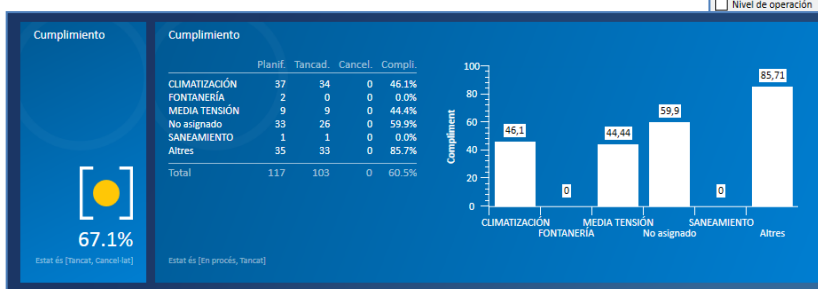 Nivel de operación
Cumplimiento
67.1%
Estat és [Tancat, Cancel·lat]
Cumplimiento
Planif. Tancad. Cancel. Compli.
CLIMATIZACIÓN 37 34 0 46.1%
FONTANERÍA 2 0 0 0.0%
MEDIA TENSIÓN 9 9 0 44.4%
No asignado 33 26 0 59.9%
SANEAMIENTO 1 1 0 0.0%
Altres 35 33 0 85.7%
Total 117 103 0 60.5%
Estat és [En procés, Tancat]
Compliment
100
80
60
40
20
0
46,1
0
44,44
59,9
0
85,71
CLIMATIZACIÓN
FONTANERÍA
MEDIA TENSIÓN
No asignado
SANEAMIENTO
Altres